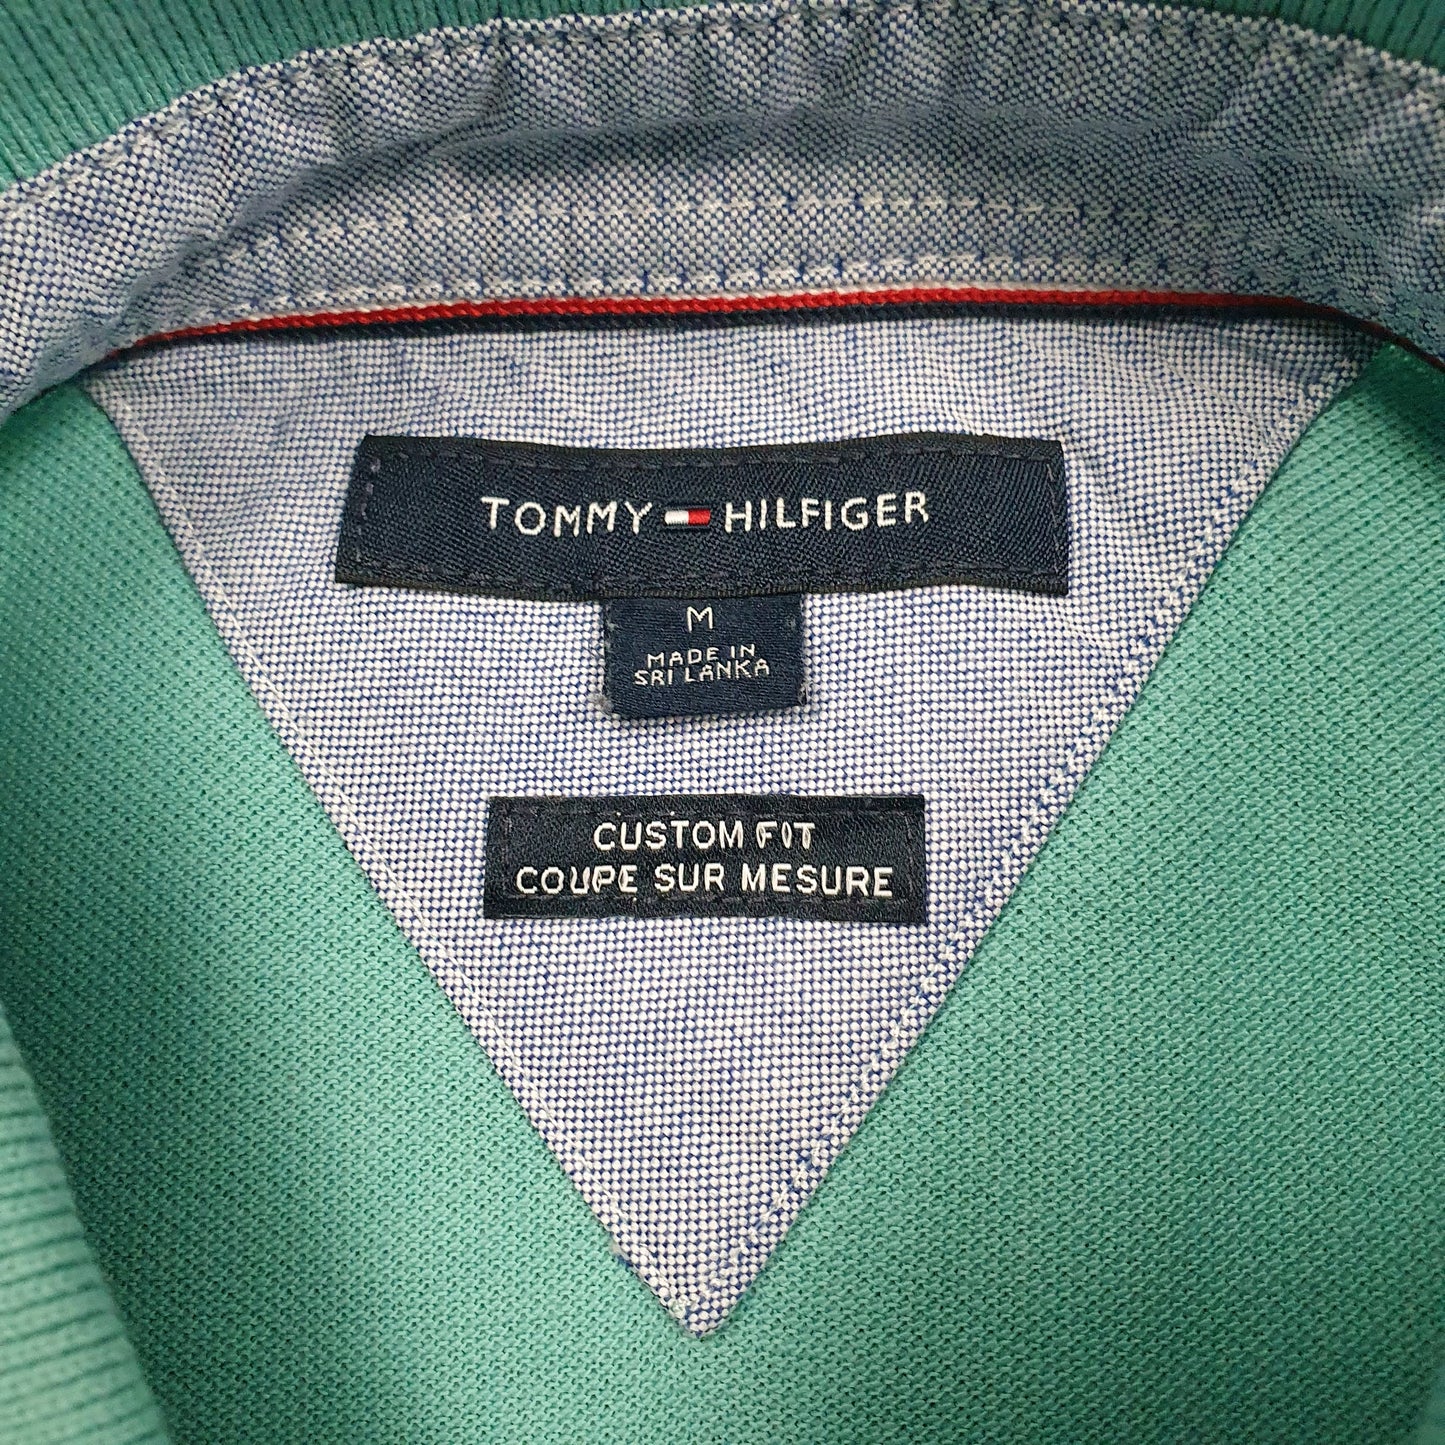 TOMMY HILFIGER
M
MADE IN
SRI LANKA
CUSTOM FIT
COUPE SUR MESURE